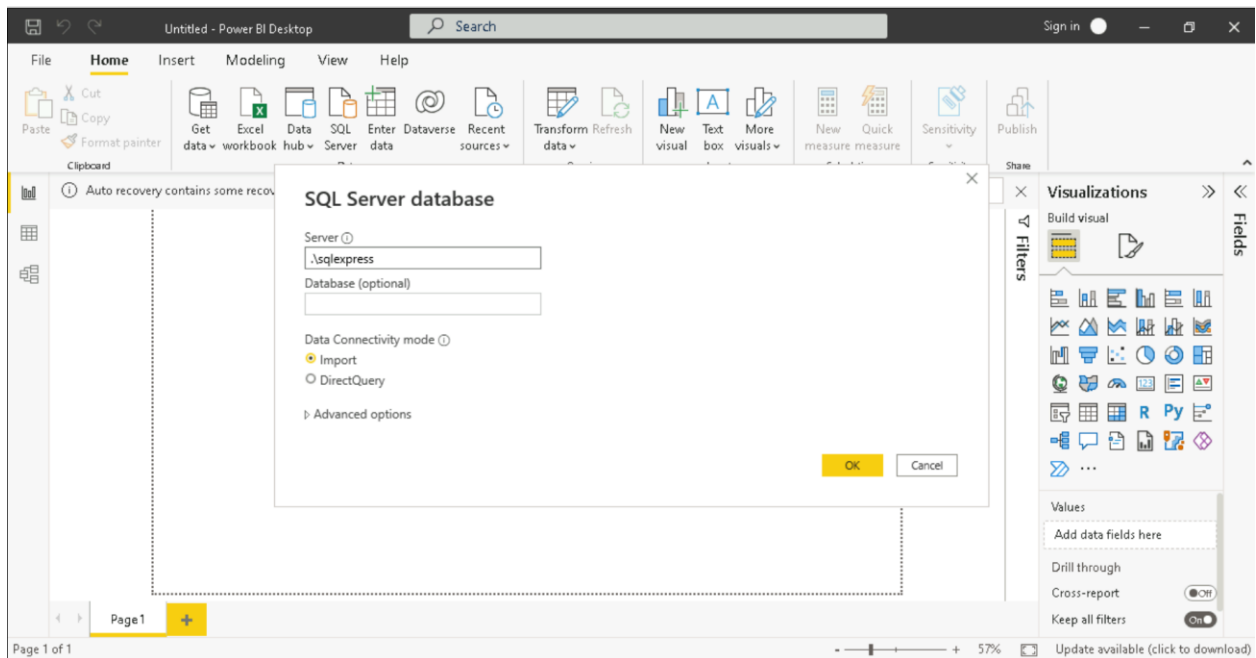 Untitled - Power BI Desktop
Search
Sign in
File Home Insert Modeling View Help
Paste
Cut
Copy
Format painter
Clipboard
Get data
Excel workbook
Data hub
SQL Server
Enter data
Dataverse
Recent sources
Transform data
Refresh
New visual
Text box
More visuals
New measure
Quick measure
Sensitivity
Publish
Share
Auto recovery contains some recov
SQL Server database
Server
.\sqlexpress
Database (optional)
Data Connectivity mode
Import
DirectQuery
Advanced options
OK
Cancel
Filters
Visualizations
Build visual
123
R
Py
Values
Add data fields here
Drill through
Cross-report
Off
Keep all filters
On
Fields
Page 1
Page 1 of 1
57%
Update available (click to download)